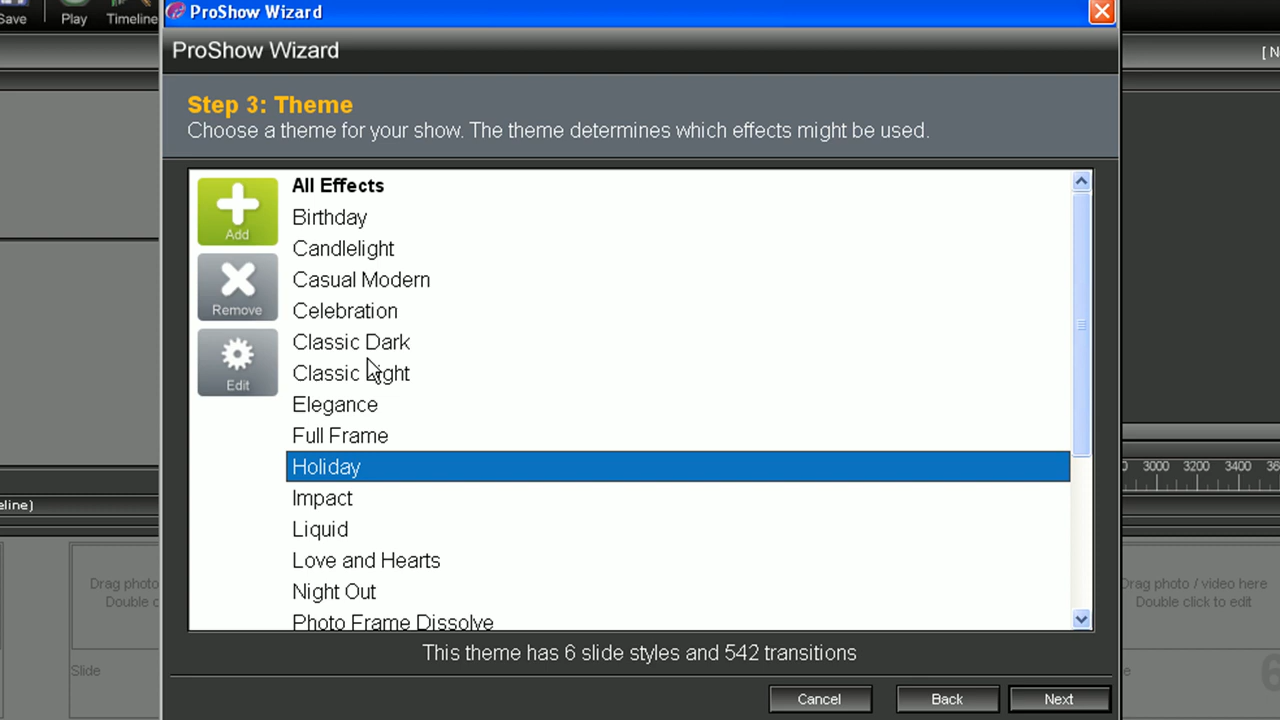 Save
Play
Timeline
ProShow Wizard
ProShow Wizard
[ N
Step 3: Theme
Choose a theme for your show. The theme determines which effects might be used.
Add
Remove
Edit
All Effects
Birthday
Candlelight
Casual Modern
Celebration
Classic Dark
Classic Light
Elegance
Full Frame
Holiday
Impact
Liquid
Love and Hearts
Night Out
Photo Frame Dissolve
This theme has 6 slide styles and 542 transitions
Cancel
Back
Next
3000 3200 3400
eline)
Drag photo
Double c
Slide
Drag photo / video here
Double click to edit
6